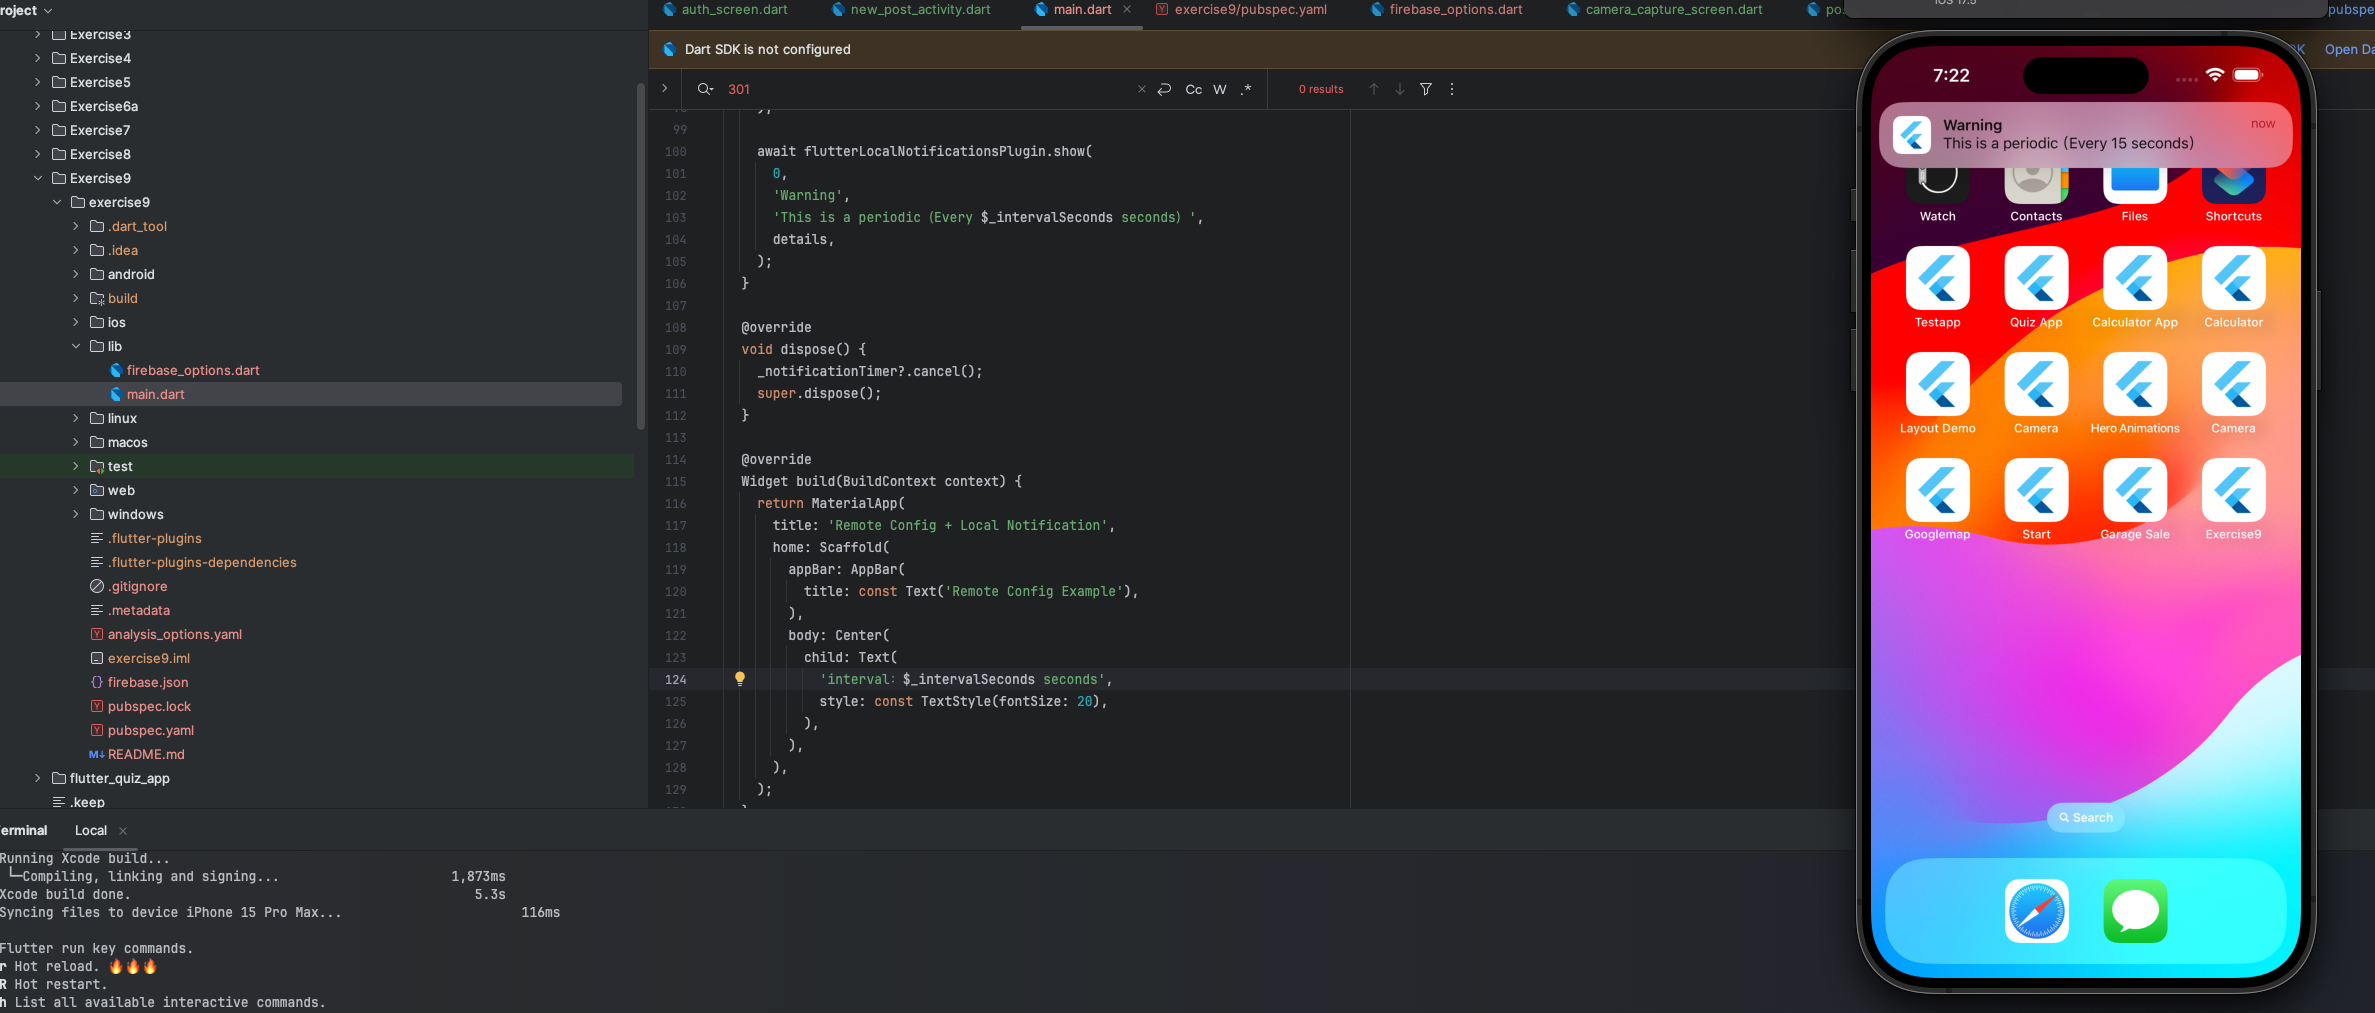 roject
Exercise3
Exercise4
Exercise5
Exercise6a
Exercise7
Exercise8
Exercise9
exercise9
.dart_tool
.idea
android
build
ios
lib
firebase_options.dart
main.dart
linux
macos
test
web
windows
.flutter-plugins
.flutter-plugins-dependencies
.gitignore
.metadata
analysis_options.yaml
exercise9.iml
firebase.json
pubspec.lock
pubspec.yaml
README.md
flutter_quiz_app
.keep
auth_screen.dart new_post_activity.dart main.dart exercise9/pubspec.yaml firebase_options.dart camera_capture_screen.dart po pubspe
Dart SDK is not configured
Open Da
301 Cc W .* 0 results
99
100 await flutterLocalNotificationsPlugin.show(
101 0,
102 'Warning',
103 'This is a periodic (Every $_intervalSeconds seconds) ',
104 details,
105 );
106 }
107
108 @override
109 void dispose() {
110 _notificationTimer?.cancel();
111 super.dispose();
112 }
113
114 @override
115 Widget build(BuildContext context) {
116 return MaterialApp(
117 title: 'Remote Config + Local Notification',
118 home: Scaffold(
119 appBar: AppBar(
120 title: const Text('Remote Config Example'),
121 ),
122 body: Center(
123 child: Text(
124 'interval: $_intervalSeconds seconds',
125 style: const TextStyle(fontSize: 20),
126 ),
127 ),
128 ),
129 );
erminal Local
Running Xcode build...
└─Compiling, linking and signing... 1,873ms
Xcode build done. 5.3s
Syncing files to device iPhone 15 Pro Max... 116ms
Flutter run key commands.
r Hot reload. 🔥🔥🔥
R Hot restart.
h List all available interactive commands.
iOS 17.5
7:22
Warning now
This is a periodic (Every 15 seconds)
Watch Contacts Files Shortcuts
Testapp Quiz App Calculator App Calculator
Layout Demo Camera Hero Animations Camera
Googlemap Start Garage Sale Exercise9
Search